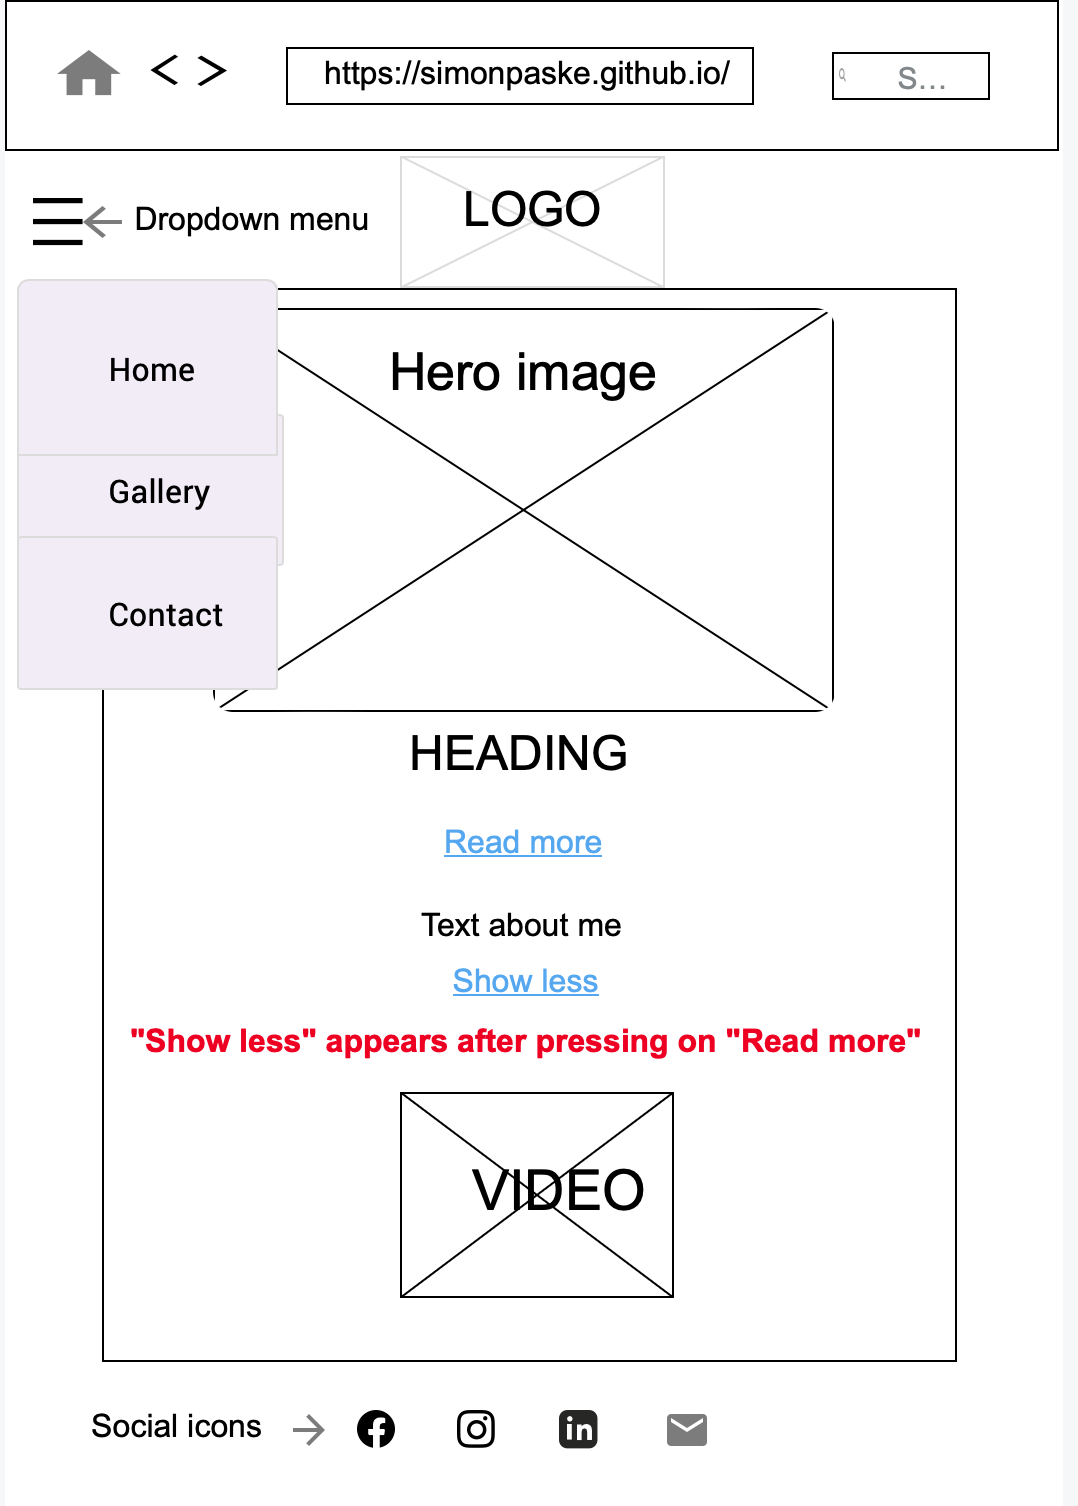 https://simonpaske.github.io/
S...
LOGO
Dropdown menu
Home
Gallery
Contact
Hero image
HEADING
Read more
Text about me
Show less
"Show less" appears after pressing on "Read more"
VIDEO
Social icons
in